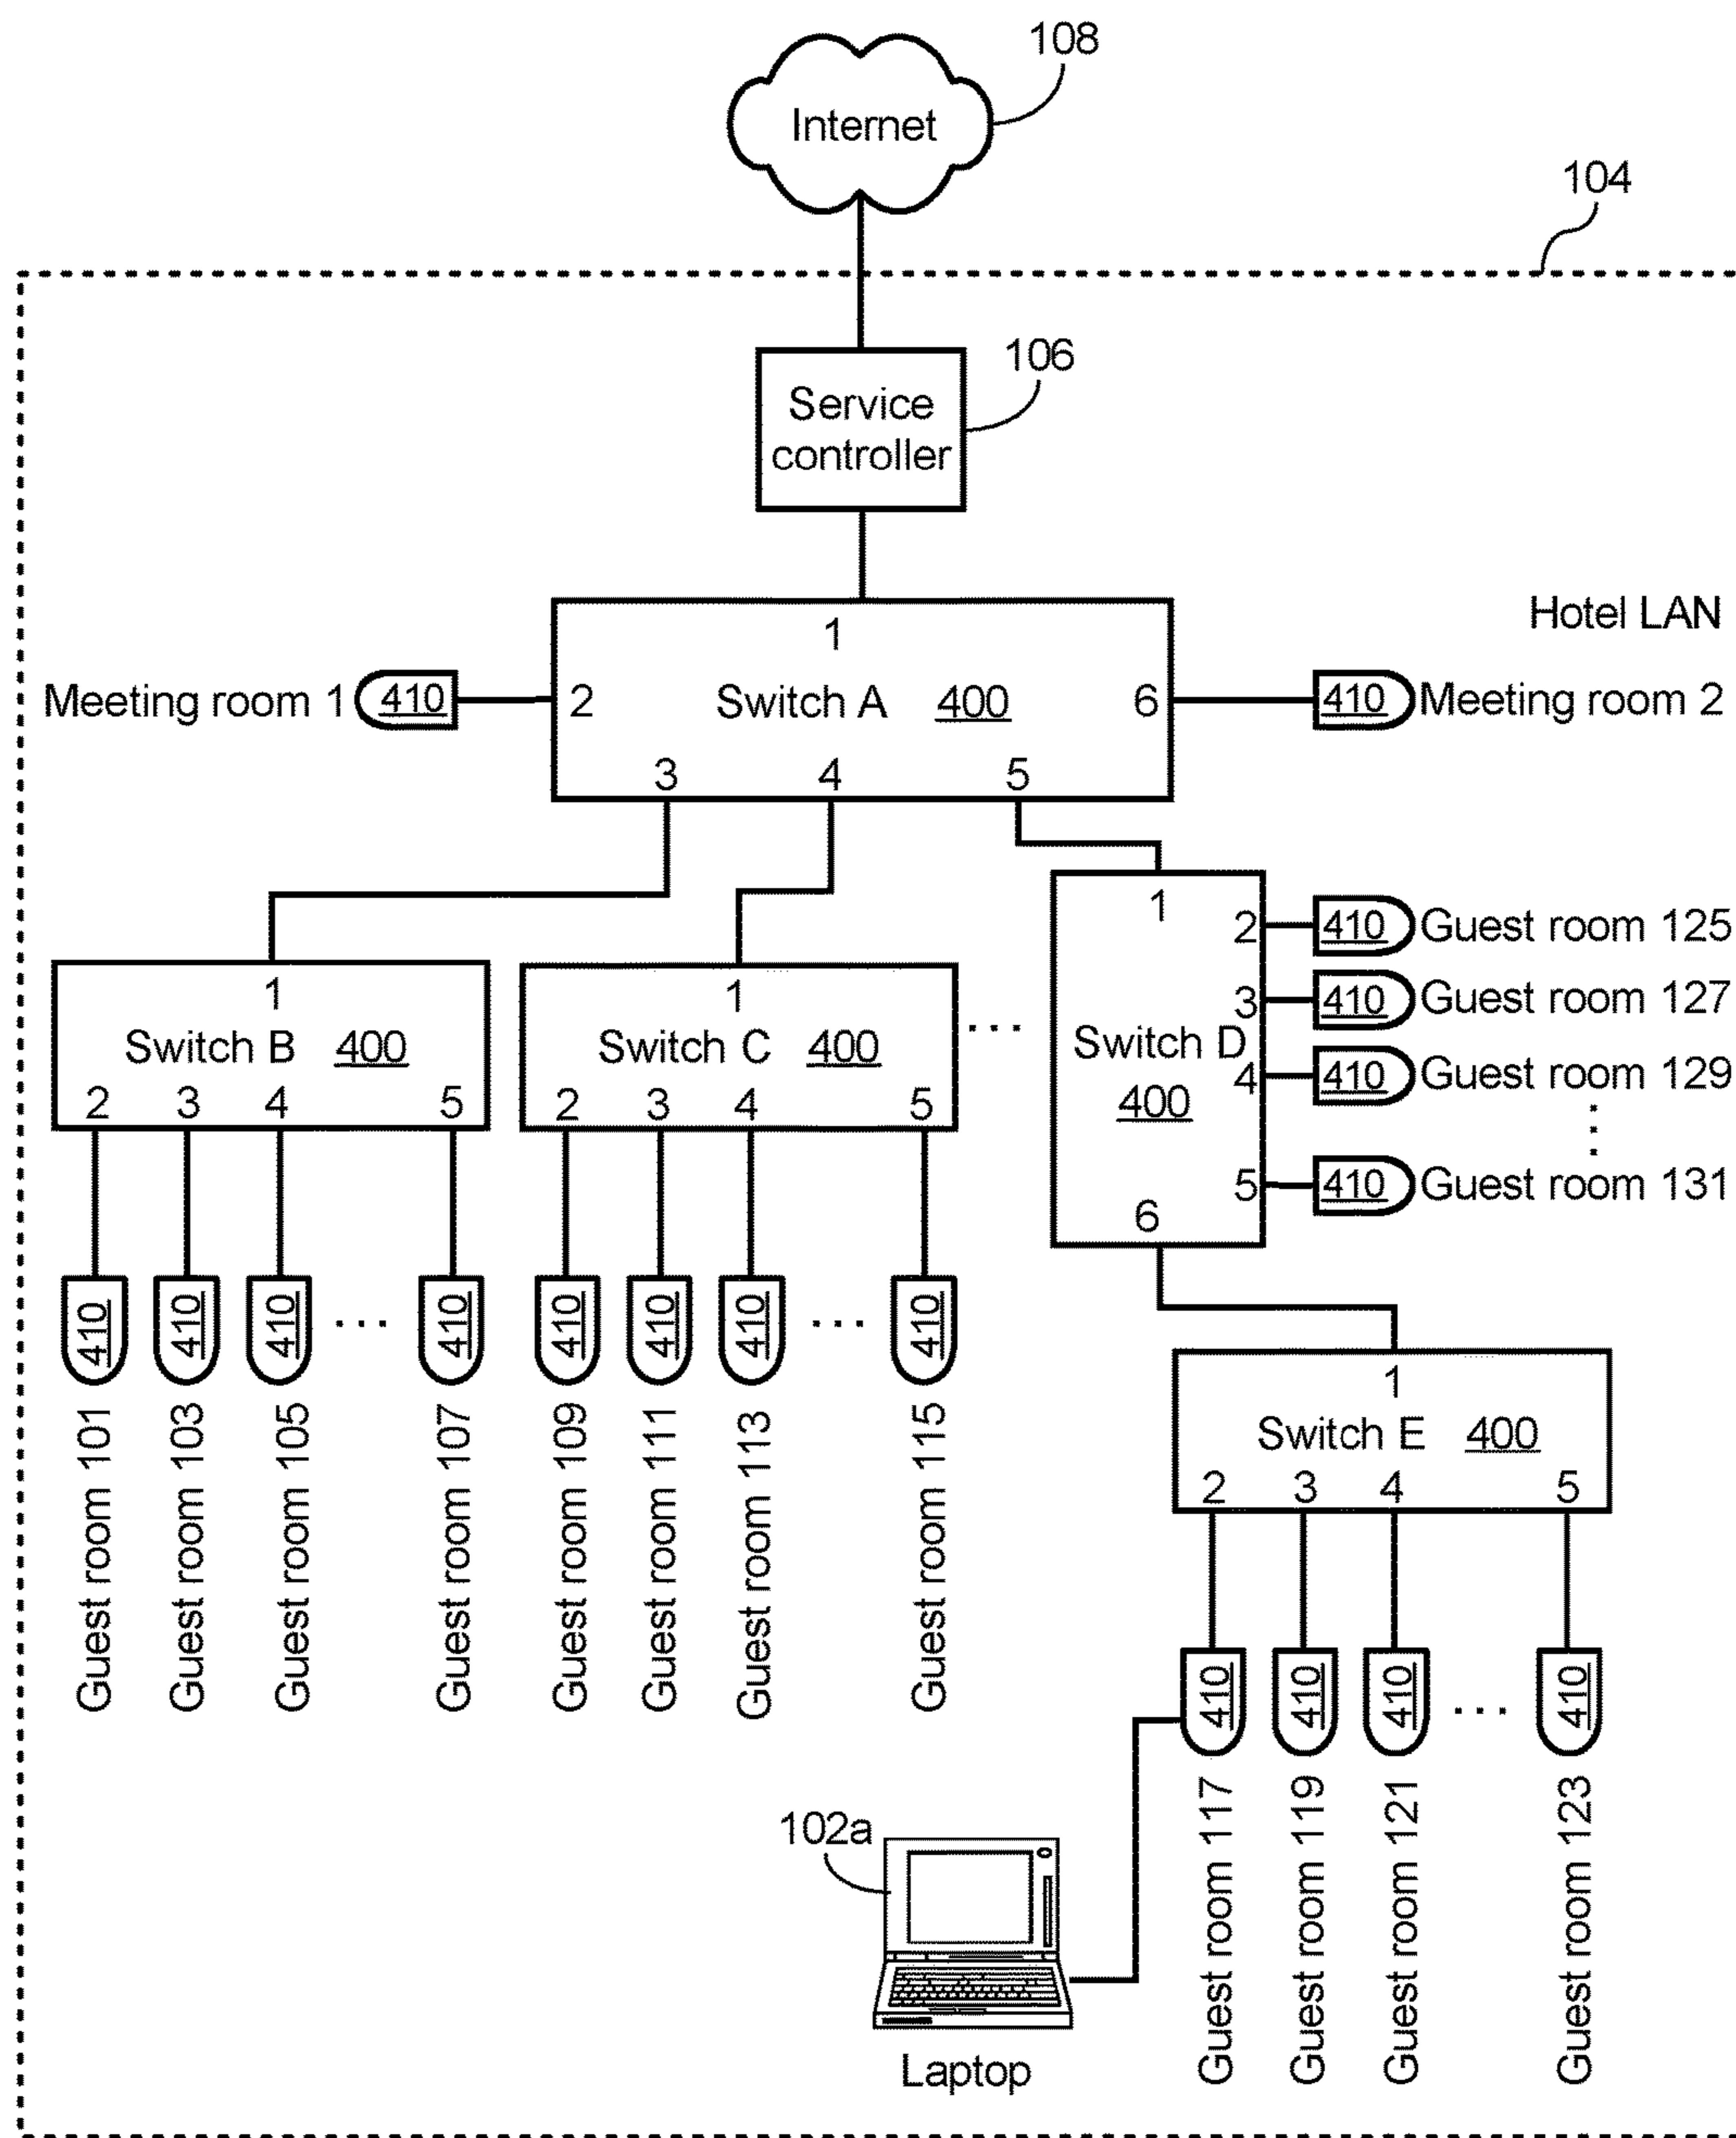 108
Internet
104
106
Service
controller
Hotel LAN
1
Meeting room 1 410 2 Switch A 400 6 410 Meeting room 2
3 4 5
1
2 410 Guest room 125
3 410 Guest room 127
Switch D
400
4 410 Guest room 129
5 410 Guest room 131
6
1
Switch B 400
2 3 4 5
1
Switch C 400
2 3 4 5
...
410 410 410 ... 410
410 410 410 ... 410
Guest room 101
Guest room 103
Guest room 105
Guest room 107
Guest room 109
Guest room 111
Guest room 113
Guest room 115
1
Switch E 400
2 3 4 5
410 410 410 ... 410
Guest room 117
Guest room 119
Guest room 121
Guest room 123
102a
Laptop